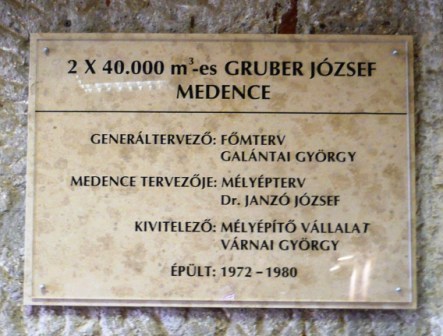 2 X 40.000 m³-es GRUBER JÓZSEF
MEDENCE
GENERÁLTERVEZŐ: FŐMTERV
GALÁNTAI GYÖRGY
MEDENCE TERVEZŐJE: MÉLYÉPTERV
Dr. JANZÓ JÓZSEF
KIVITELEZŐ: MÉLYÉPÍTŐ VÁLLALAT
VÁRNAI GYÖRGY
ÉPÜLT: 1972 – 1980